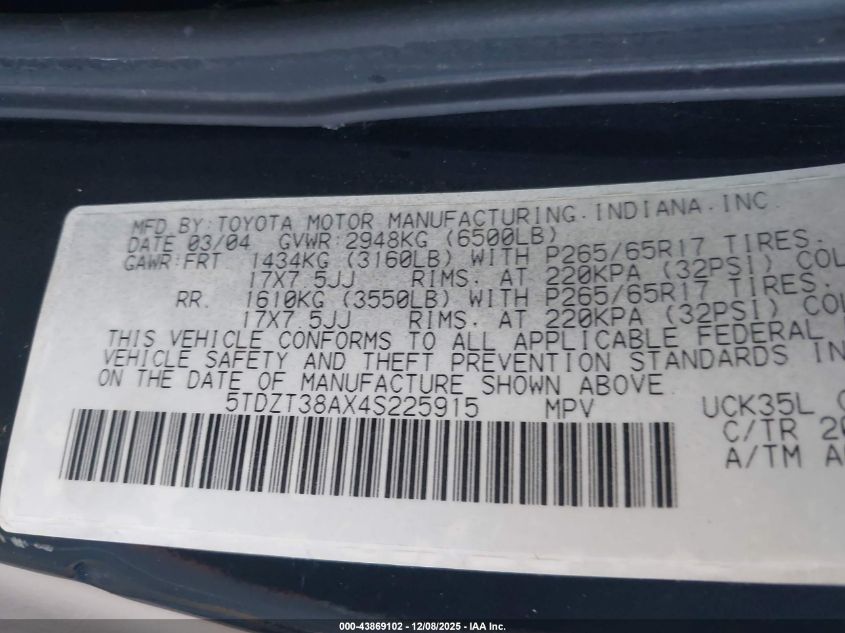 MFD BY:TOYOTA MOTOR MANUFACTURING.INDIANA.INC.
DATE 03/04 GVWR:2948KG (6500LB)
GAWR:FRT 1434KG (3160LB) WITH P265/65R17 TIRES.
17X7.5JJ RIMS. AT 220KPA (32PSI) COL
RR. 1610KG (3550LB) WITH P265/65R17 TIRES.
17X7.5JJ RIMS. AT 220KPA (32PSI) COL
THIS VEHICLE CONFORMS TO ALL APPLICABLE FEDERAL
VEHICLE SAFETY AND THEFT PREVENTION STANDARDS IN
ON THE DATE OF MANUFACTURE SHOWN ABOVE.
5TDZT38AX4S225915 MPV UCK35L
C/TR 20
A/TM A
000-43869102 - 12/08/2025 - IAA Inc.